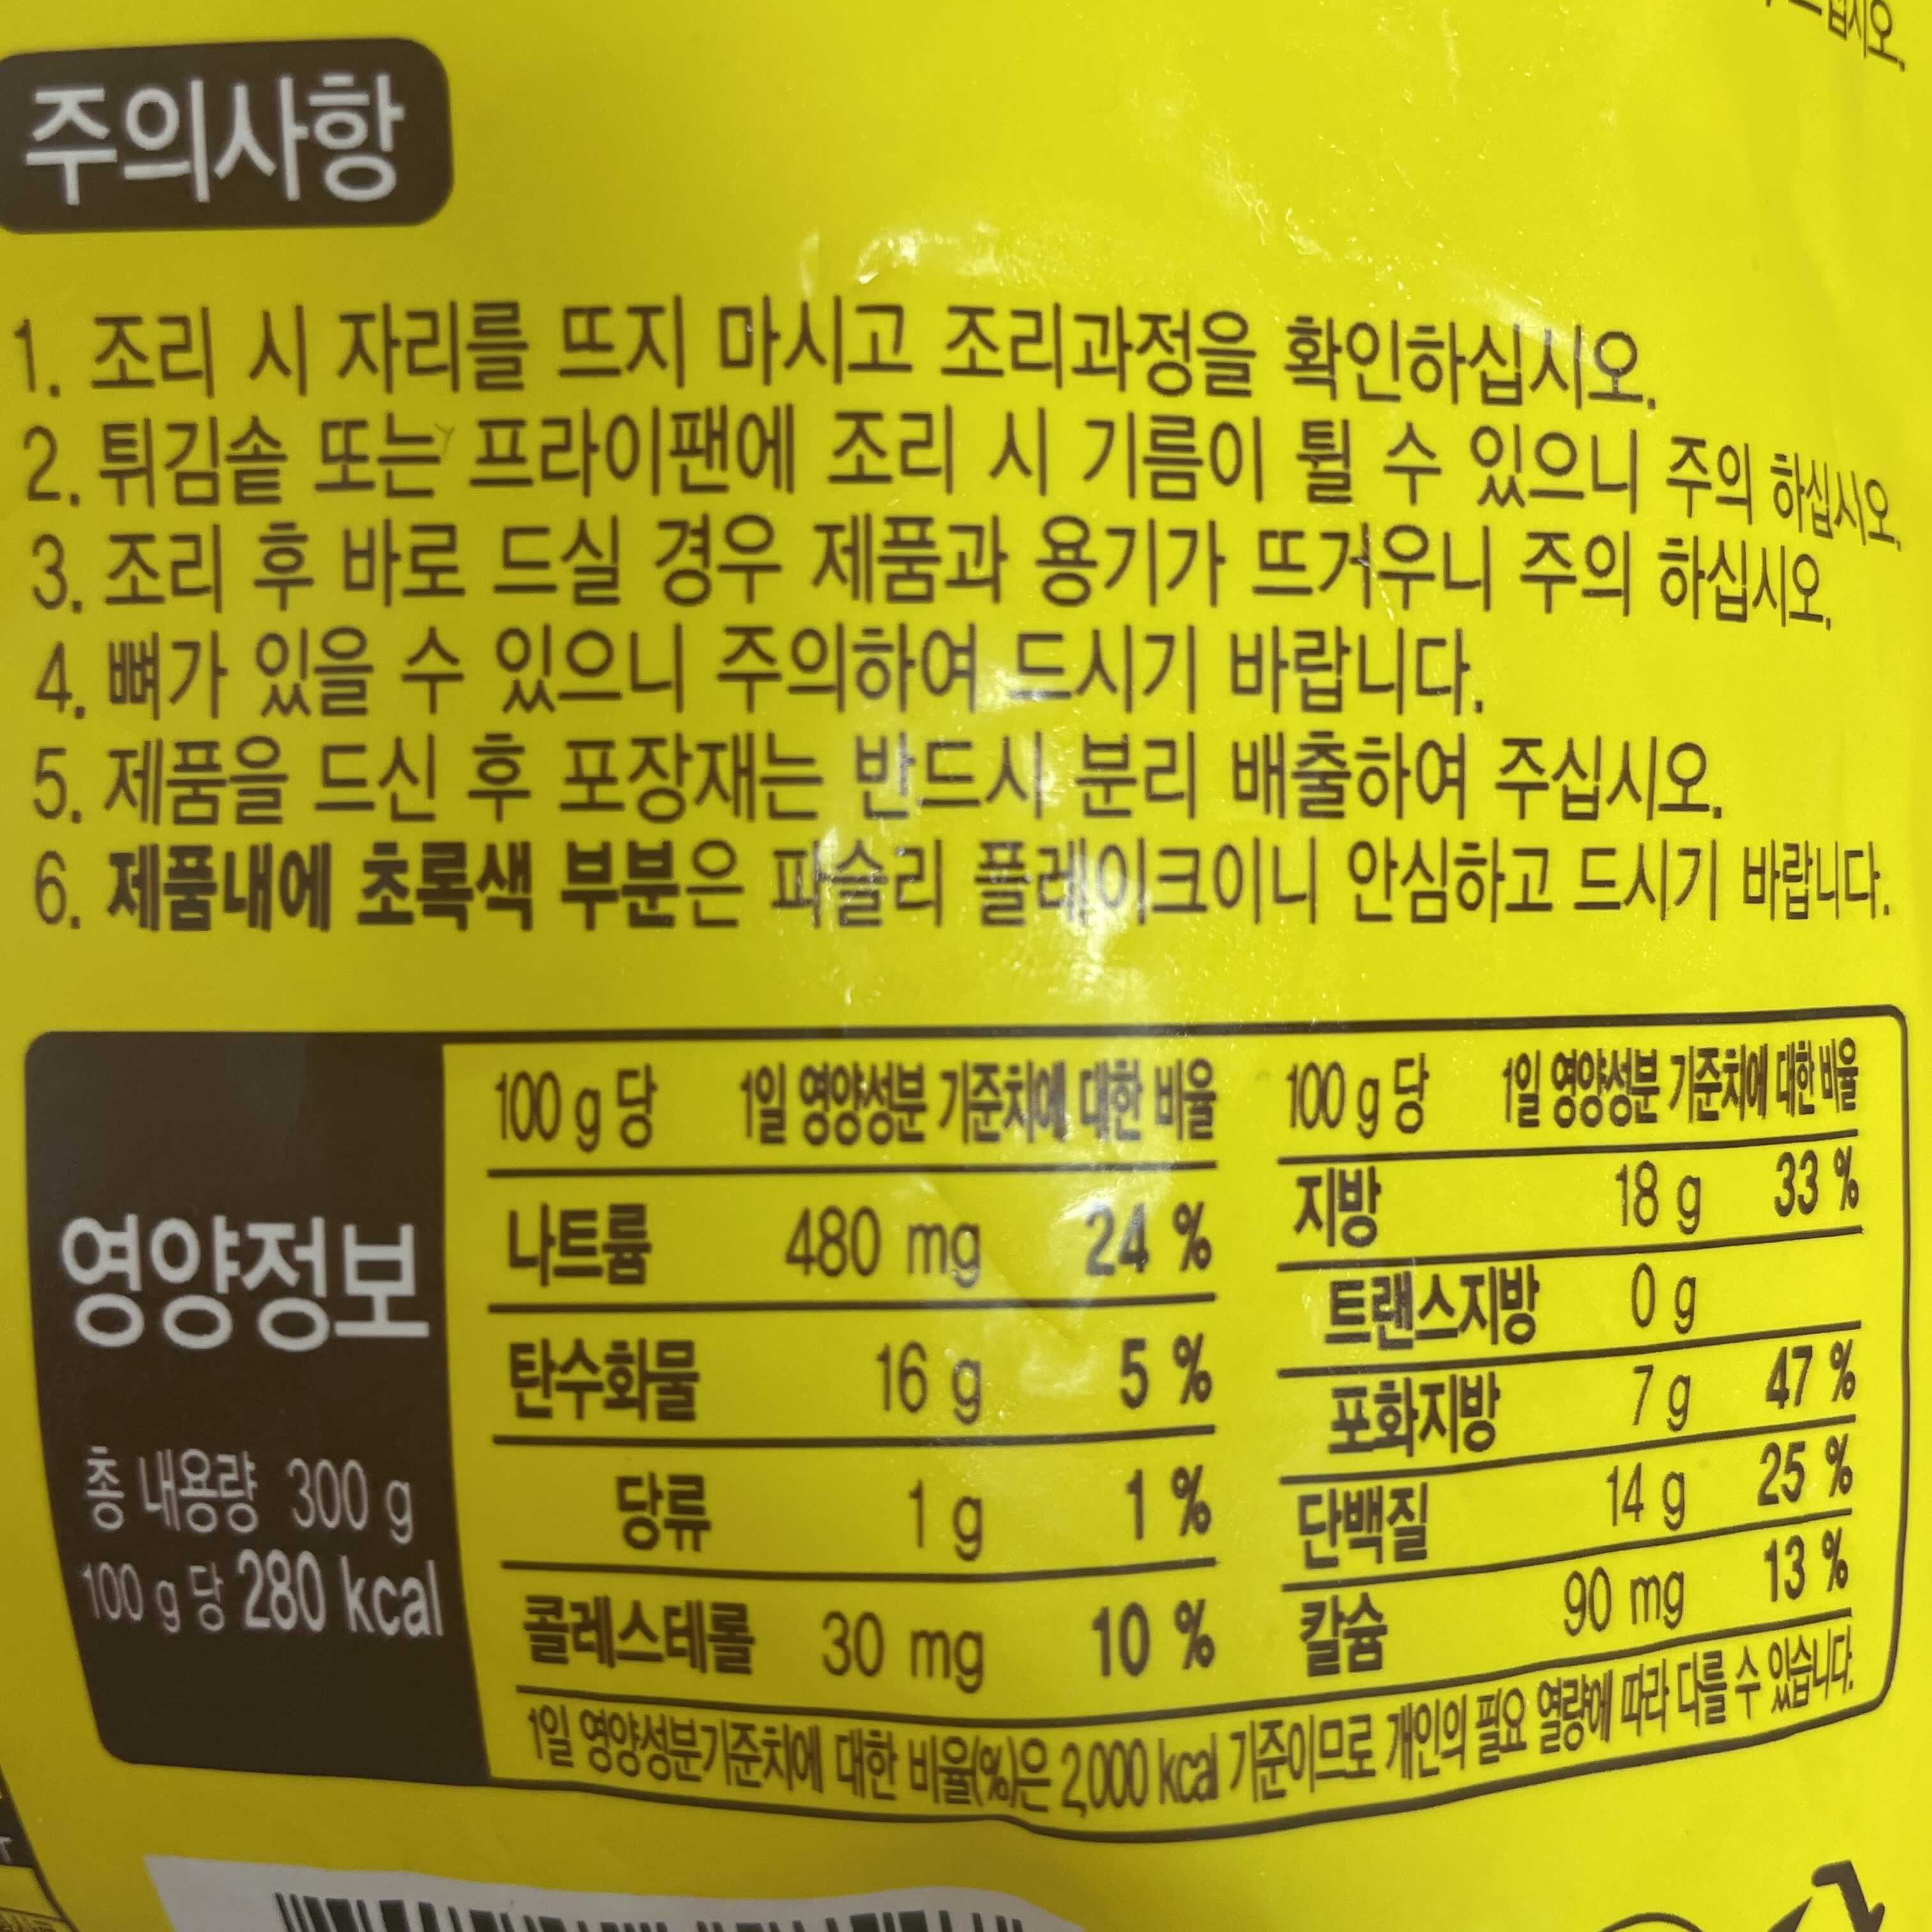 주의사항
1. 조리 시 자리를 뜨지 마시고 조리과정을 확인하십시오.
2. 튀김솥 또는 프라이팬에 조리 시 기름이 튈 수 있으니 주의 하십시오.
3. 조리 후 바로 드실 경우 제품과 용기가 뜨거우니 주의 하십시오.
4. 뼈가 있을 수 있으니 주의하여 드시기 바랍니다.
5. 제품을 드신 후 포장재는 반드시 분리 배출하여 주십시오.
6. 제품내에 초록색 부분은 파슬리 플레이크이니 안심하고 드시기 바랍니다.
영양정보
총 내용량 300 g
100 g 당 280 kcal
100 g 당 1일 영양성분 기준치에 대한 비율
나트륨 480 mg 24 %
탄수화물 16 g 5 %
당류 1 g 1 %
콜레스테롤 30 mg 10 %
100 g 당 1일 영양성분 기준치에 대한 비율
지방 18 g 33 %
트랜스지방 0 g
포화지방 7 g 47 %
단백질 14 g 25 %
칼슘 90 mg 13 %
1일 영양성분기준치에 대한 비율(%)은 2,000 kcal 기준이므로 개인의 필요 열량에 따라 다를 수 있습니다.